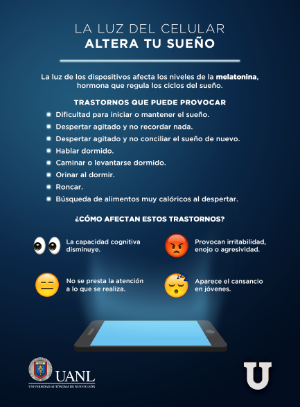 LA LUZ DEL CELULAR
ALTERA TU SUEÑO
La luz de los dispositivos afecta los niveles de la melatonina,
hormona que regula los ciclos del sueño.
TRASTORNOS QUE PUEDE PROVOCAR
Dificultad para iniciar o mantener el sueño.
Despertar agitado y no recordar nada.
Despertar agitado y no conciliar el sueño de nuevo.
Hablar dormido.
Caminar o levantarse dormido.
Orinar al dormir.
Roncar.
Búsqueda de alimentos muy calóricos al despertar.
¿CÓMO AFECTAN ESTOS TRASTORNOS?
La capacidad cognitiva
disminuye.
Provocan irritabilidad,
enojo o agresividad.
No se presta la atención
a lo que se realiza.
Aparece el cansancio
en jóvenes.
UANL
UNIVERSIDAD AUTÓNOMA DE NUEVO LEÓN
U